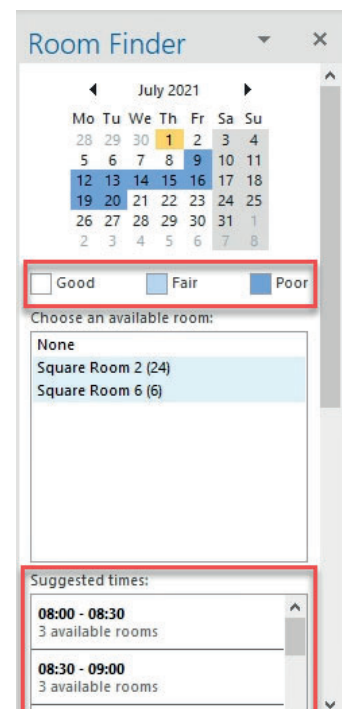 Room Finder
July 2021
Mo Tu We Th Fr Sa Su
28 29 30 1 2 3 4
5 6 7 8 9 10 11
12 13 14 15 16 17 18
19 20 21 22 23 24 25
26 27 28 29 30 31 1
2 3 4 5 6 7 8
Good Fair Poor
Choose an available room:
None
Square Room 2 (24)
Square Room 6 (6)
Suggested times:
08:00 - 08:30
3 available rooms
08:30 - 09:00
3 available rooms